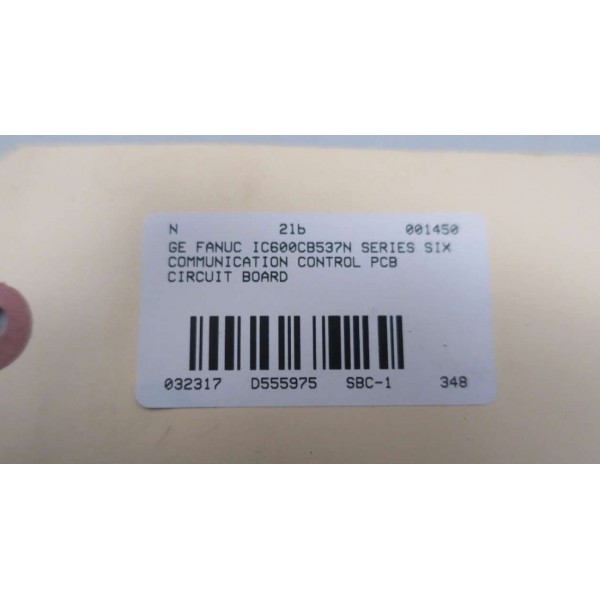 N 21b 001450
GE FANUC IC600CB537N SERIES SIX
COMMUNICATION CONTROL PCB
CIRCUIT BOARD
032317 D555975 SBC-1 348